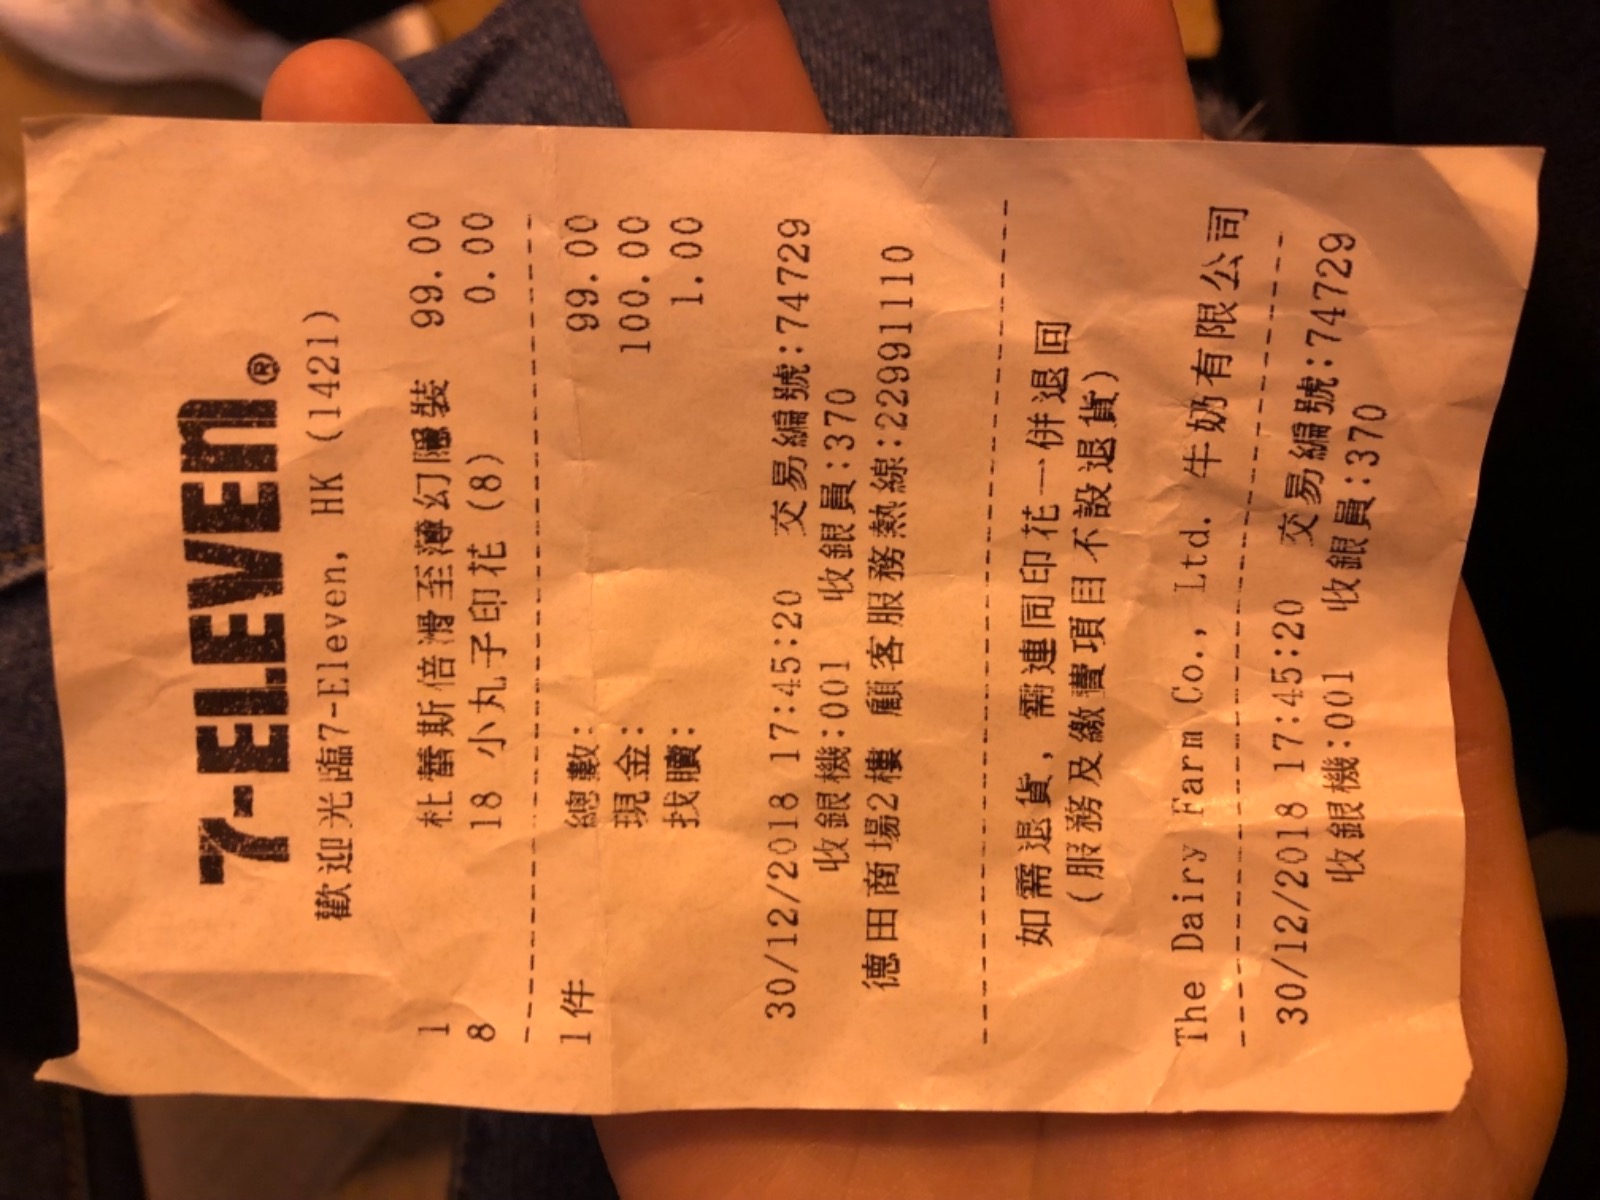 7-ELEVEN®
歡迎光臨7-Eleven, HK (1421)
1 杜蕾斯倍滑至薄幻隱裝 99.00
8 18 小丸子印花 (8) 0.00
1件 總數: 99.00
現金: 100.00
找贖: 1.00
30/12/2018 17:45:20 交易編號:74729
收銀機:001 收銀員:370
德田商場2樓 顧客服務熱線:22991110
如需退貨, 需連同印花一併退回
(服務及繳費項目不設退貨)
The Dairy Farm Co., Ltd. 牛奶有限公司
30/12/2018 17:45:20 交易編號:74729
收銀機:001 收銀員:370